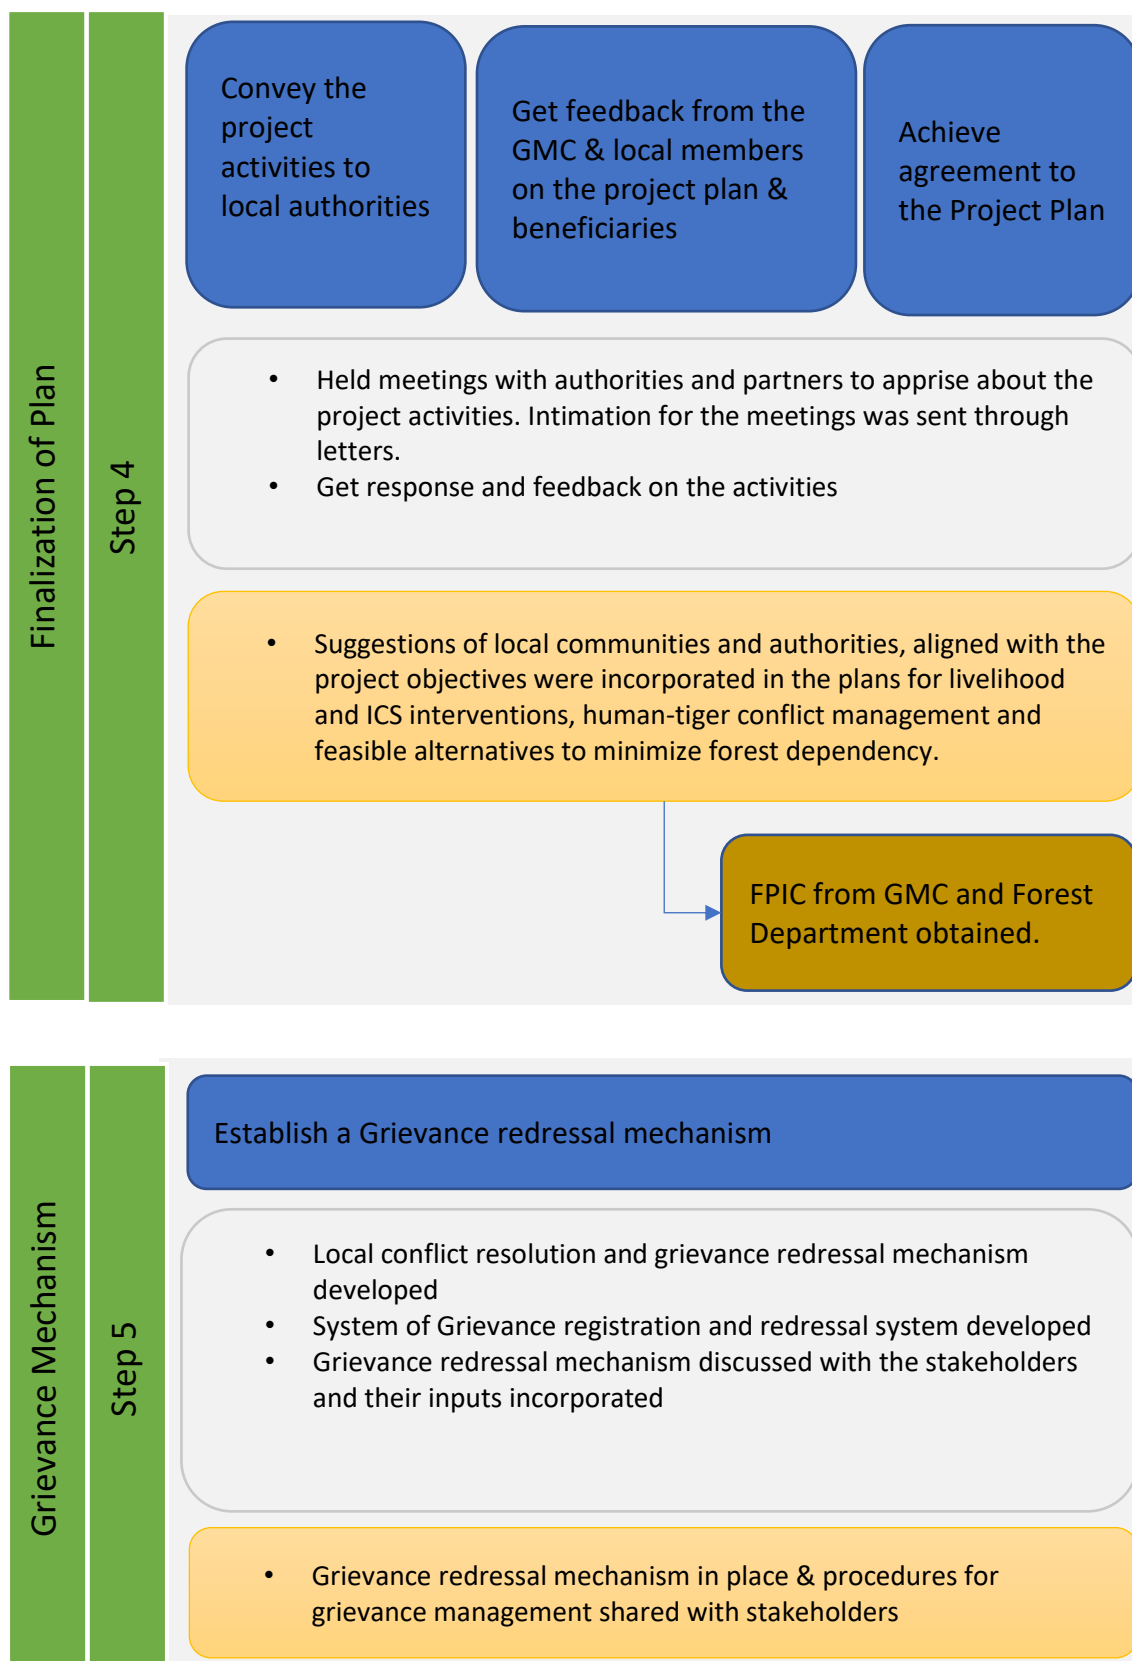 Finalization of Plan
Step 4
Convey the
project
activities to
local authorities
Get feedback from the
GMC & local members
on the project plan &
beneficiaries
Achieve
agreement to
the Project Plan
• Held meetings with authorities and partners to apprise about the
project activities. Intimation for the meetings was sent through
letters.
• Get response and feedback on the activities
• Suggestions of local communities and authorities, aligned with the
project objectives were incorporated in the plans for livelihood
and ICS interventions, human-tiger conflict management and
feasible alternatives to minimize forest dependency.
FPIC from GMC and Forest
Department obtained.
Grievance Mechanism
Step 5
Establish a Grievance redressal mechanism
• Local conflict resolution and grievance redressal mechanism
developed
• System of Grievance registration and redressal system developed
• Grievance redressal mechanism discussed with the stakeholders
and their inputs incorporated
• Grievance redressal mechanism in place & procedures for
grievance management shared with stakeholders